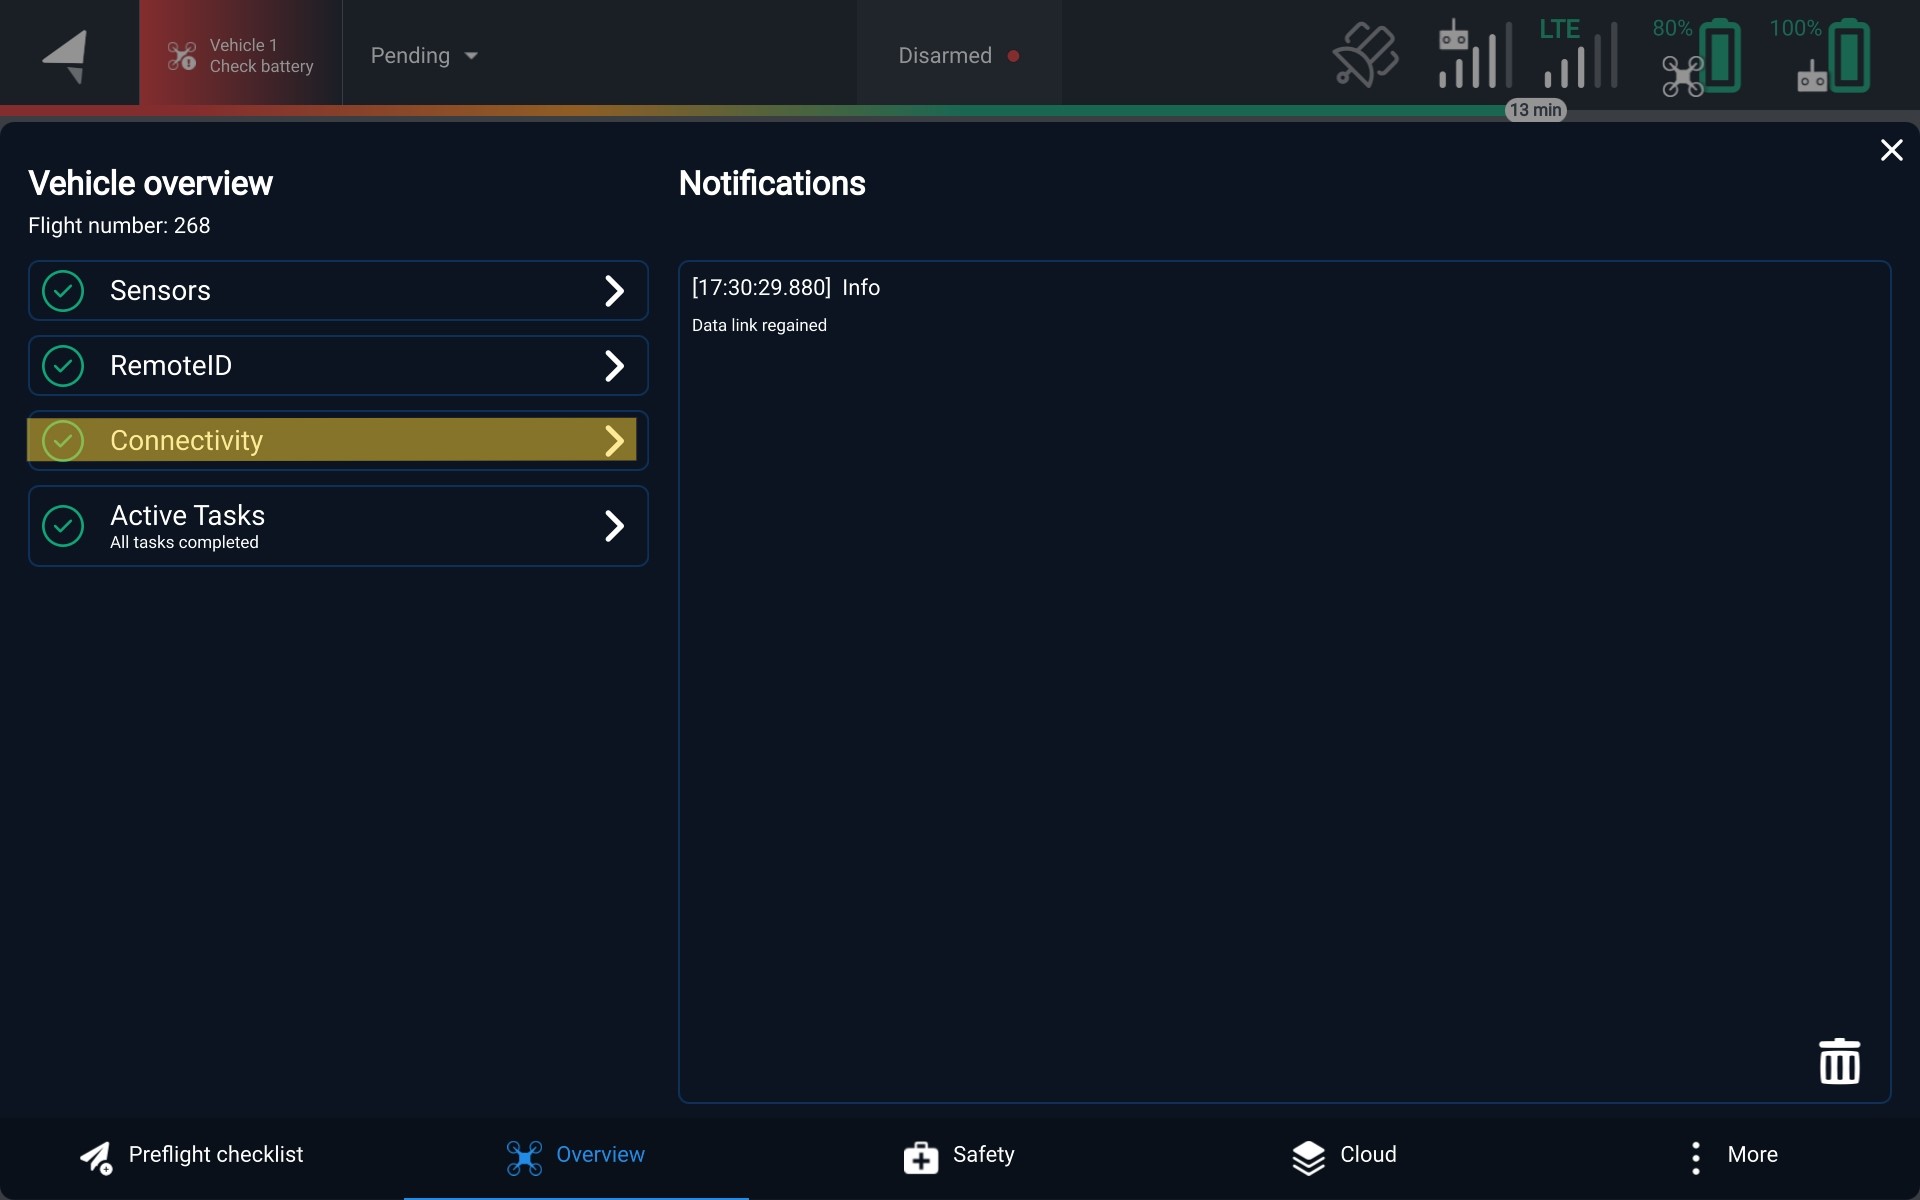 Vehicle 1
Check battery
Pending
Disarmed
LTE
80%
100%
13 min
Vehicle overview
Flight number: 268
Sensors
RemoteID
Connectivity
Active Tasks
All tasks completed
Notifications
[17:30:29.880] Info
Data link regained
Preflight checklist
Overview
Safety
Cloud
More